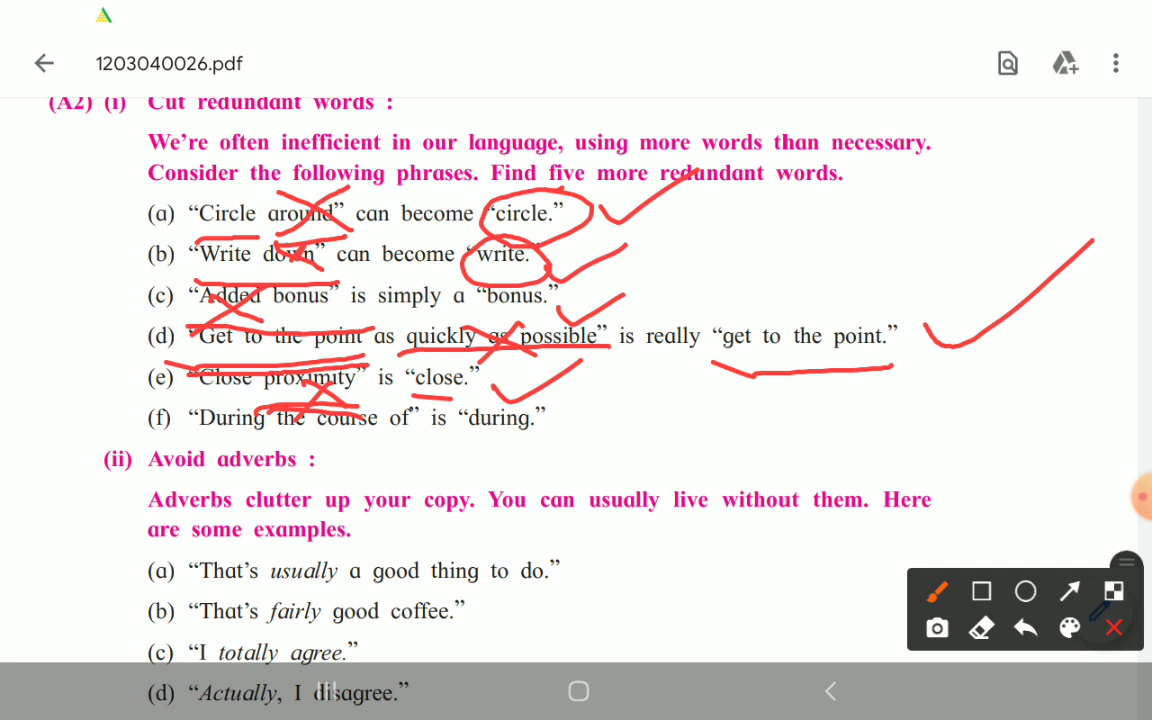 1203040026.pdf
(A2) (i) Cut redundant words :
We're often inefficient in our language, using more words than necessary.
Consider the following phrases. Find five more redundant words.
(a) “Circle around” can become “circle.”
(b) “Write down” can become “write.”
(c) “Added bonus” is simply a “bonus.”
(d) “Get to the point as quickly as possible” is really “get to the point.”
(e) “Close proximity” is “close.”
(f) “During the course of” is “during.”
(ii) Avoid adverbs :
Adverbs clutter up your copy. You can usually live without them. Here
are some examples.
(a) “That’s usually a good thing to do.”
(b) “That’s fairly good coffee.”
(c) “I totally agree.”
(d) “Actually, I disagree.”